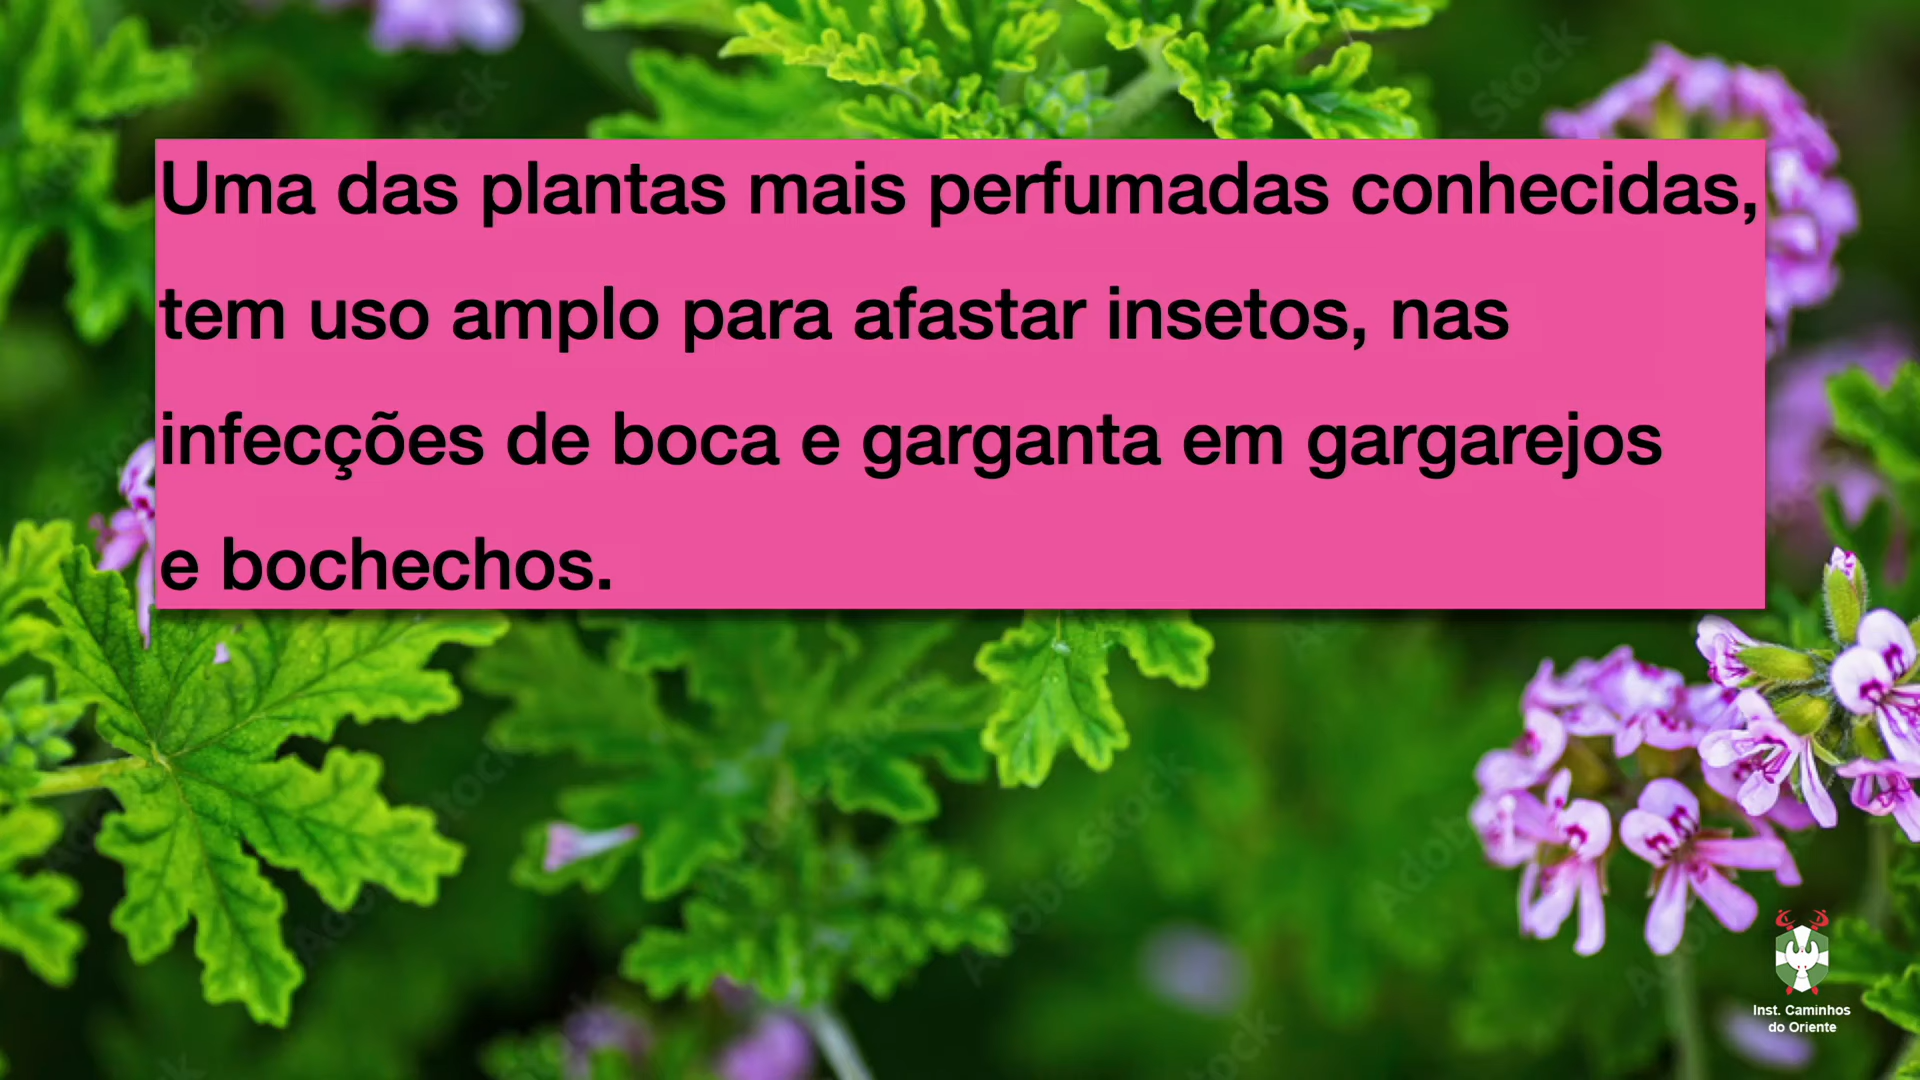 Uma das plantas mais perfumadas conhecidas,
tem uso amplo para afastar insetos, nas
infecções de boca e garganta em gargarejos
e bochechos.
Inst. Caminhos
do Oriente